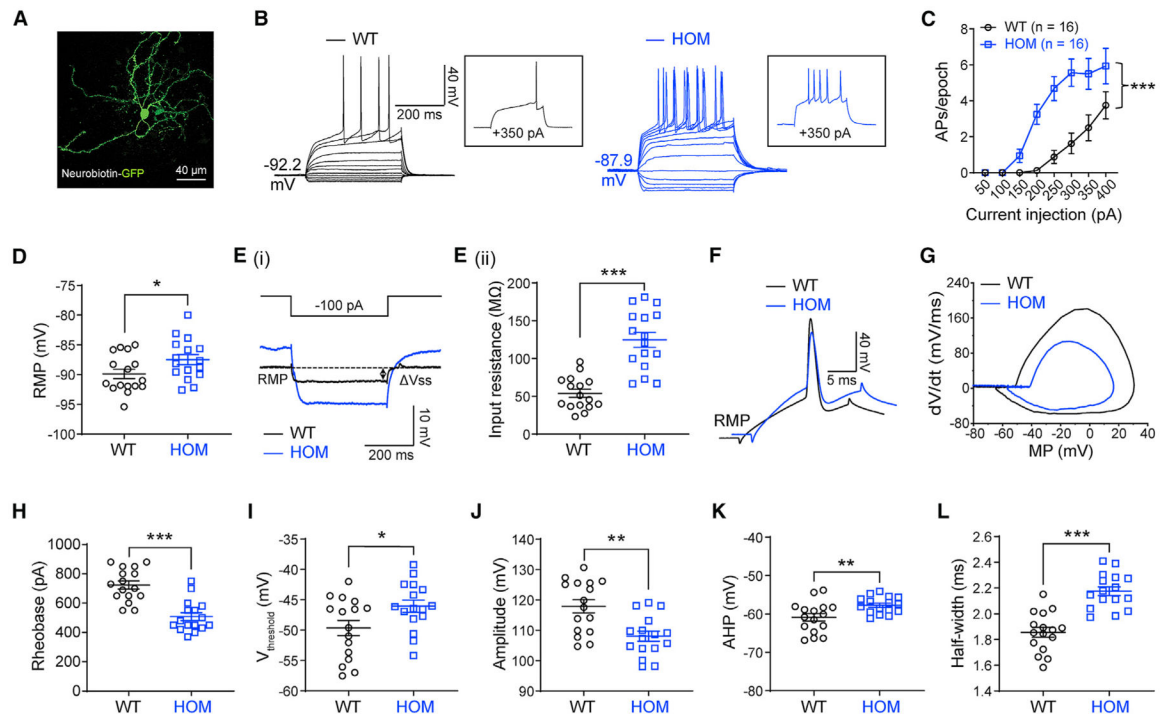 A
Neurobiotin-GFP
40 µm
B
WT
40 mV
200 ms
-92.2
mV
+350 pA
HOM
-87.9
mV
+350 pA
C
WT (n = 16)
HOM (n = 16)
APs/epoch
6
4
2
0
***
50
100
150
200
250
300
350
400
Current injection (pA)
D
RMP (mV)
-75
-80
-85
-90
-95
-100
*
WT
HOM
E (i)
-100 pA
RMP
ΔVss
WT
HOM
10 mV
200 ms
E (ii)
Input resistance (MΩ)
200
150
100
50
0
***
WT
HOM
F
WT
HOM
40 mV
5 ms
RMP
G
WT
HOM
dV/dt (mV/ms)
240
180
120
60
0
-60
-80
-40
-20
0
20
40
MP (mV)
H
Rheobase (pA)
1000
800
600
400
200
0
***
WT
HOM
I
Vthreshold (mV)
-35
-40
-45
-50
-55
-60
*
WT
HOM
J
Amplitude (mV)
140
130
120
110
100
90
**
WT
HOM
K
AHP (mV)
-40
-50
-60
-70
-80
**
WT
HOM
L
Half-width (ms)
2.6
2.4
2.2
2.0
1.8
1.6
1.4
***
WT
HOM